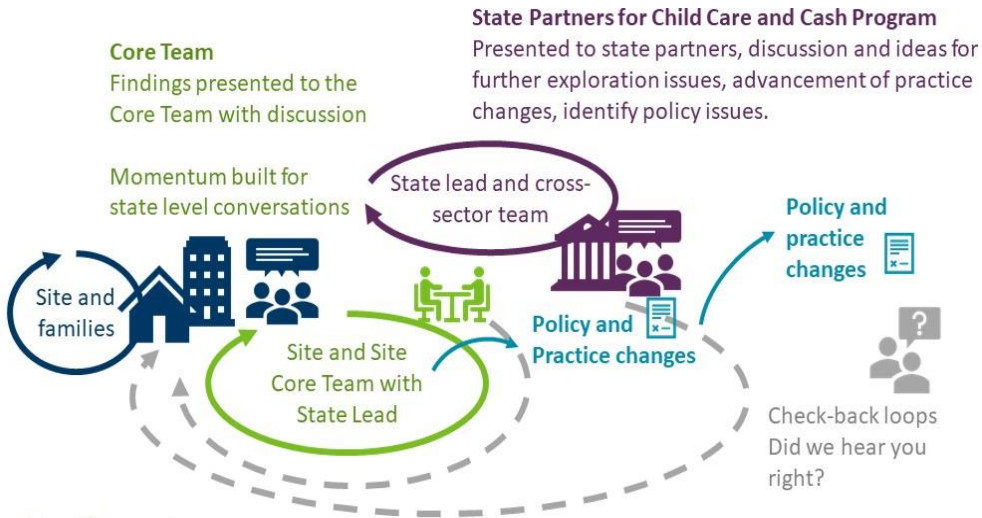 State Partners for Child Care and Cash Program
Presented to state partners, discussion and ideas for
further exploration issues, advancement of practice
changes, identify policy issues.
Core Team
Findings presented to the
Core Team with discussion
Momentum built for
state level conversations
State lead and cross-
sector team
Policy and
practice
changes
Site and
families
Policy and
Practice changes
Site and Site
Core Team with
State Lead
?
Check-back loops
Did we hear you
right?